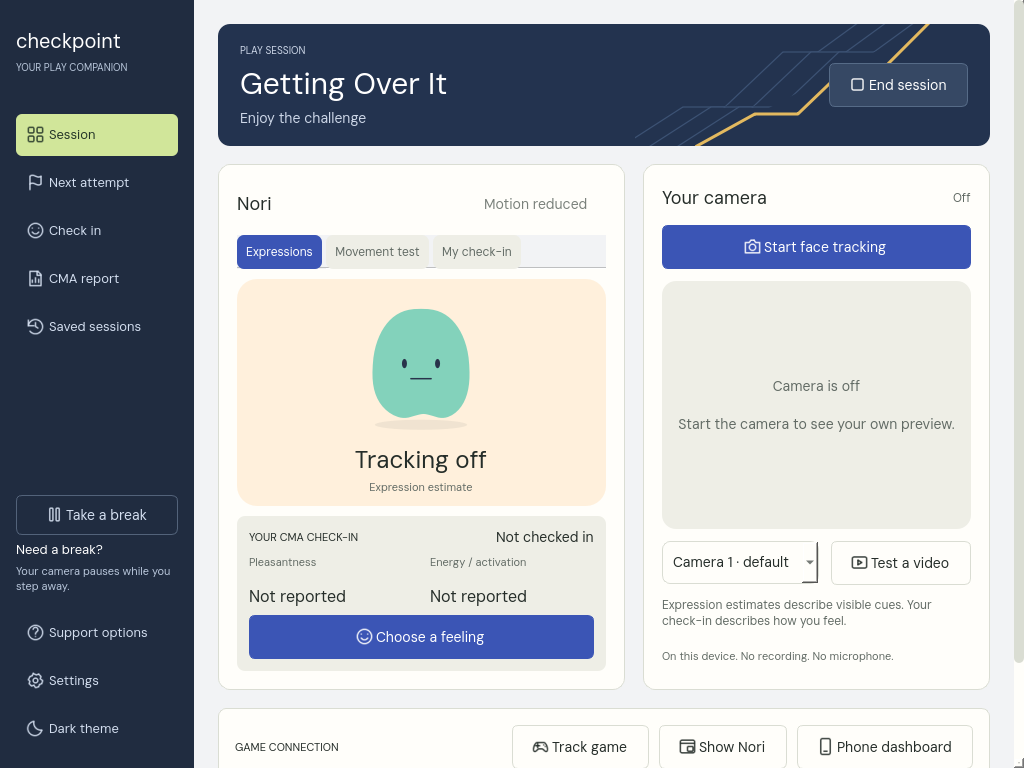 checkpoint
YOUR PLAY COMPANION
Session
Next attempt
Check in
CMA report
Saved sessions
Take a break
Need a break?
Your camera pauses while you
step away.
Support options
Settings
Dark theme
PLAY SESSION
Getting Over It
Enjoy the challenge
End session
Nori
Motion reduced
Expressions
Movement test
My check-in
Tracking off
Expression estimate
YOUR CMA CHECK-IN
Not checked in
Pleasantness
Energy / activation
Not reported
Not reported
Choose a feeling
Your camera
Off
Start face tracking
Camera is off
Start the camera to see your own preview.
Camera 1 · default
Test a video
Expression estimates describe visible cues. Your
check-in describes how you feel.
On this device. No recording. No microphone.
GAME CONNECTION
Track game
Show Nori
Phone dashboard